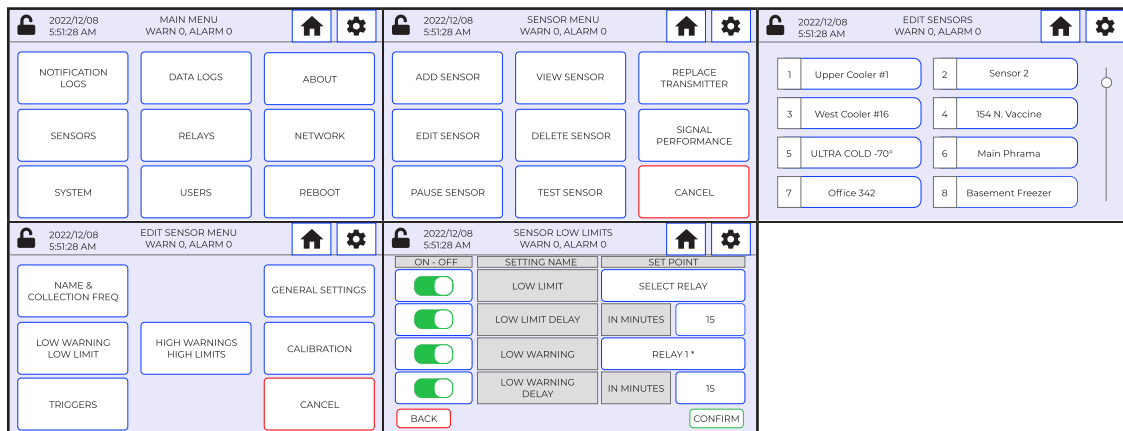 2022/12/08
5:51:28 AM
MAIN MENU
WARN 0, ALARM 0
NOTIFICATION
LOGS
DATA LOGS
ABOUT
SENSORS
RELAYS
NETWORK
SYSTEM
USERS
REBOOT
2022/12/08
5:51:28 AM
SENSOR MENU
WARN 0, ALARM 0
ADD SENSOR
VIEW SENSOR
REPLACE
TRANSMITTER
EDIT SENSOR
DELETE SENSOR
SIGNAL
PERFORMANCE
PAUSE SENSOR
TEST SENSOR
CANCEL
2022/12/08
5:51:28 AM
EDIT SENSORS
WARN 0, ALARM 0
1 Upper Cooler #1
2 Sensor 2
3 West Cooler #16
4 154 N. Vaccine
5 ULTRA COLD -70°
6 Main Phrama
7 Office 342
8 Basement Freezer
2022/12/08
5:51:28 AM
EDIT SENSOR MENU
WARN 0, ALARM 0
NAME &
COLLECTION FREQ
GENERAL SETTINGS
LOW WARNING
LOW LIMIT
HIGH WARNINGS
HIGH LIMITS
CALIBRATION
TRIGGERS
CANCEL
2022/12/08
5:51:28 AM
SENSOR LOW LIMITS
WARN 0, ALARM 0
ON - OFF SETTING NAME SET POINT
LOW LIMIT SELECT RELAY
LOW LIMIT DELAY IN MINUTES 15
LOW WARNING RELAY 1 *
LOW WARNING
DELAY
IN MINUTES 15
BACK CONFIRM